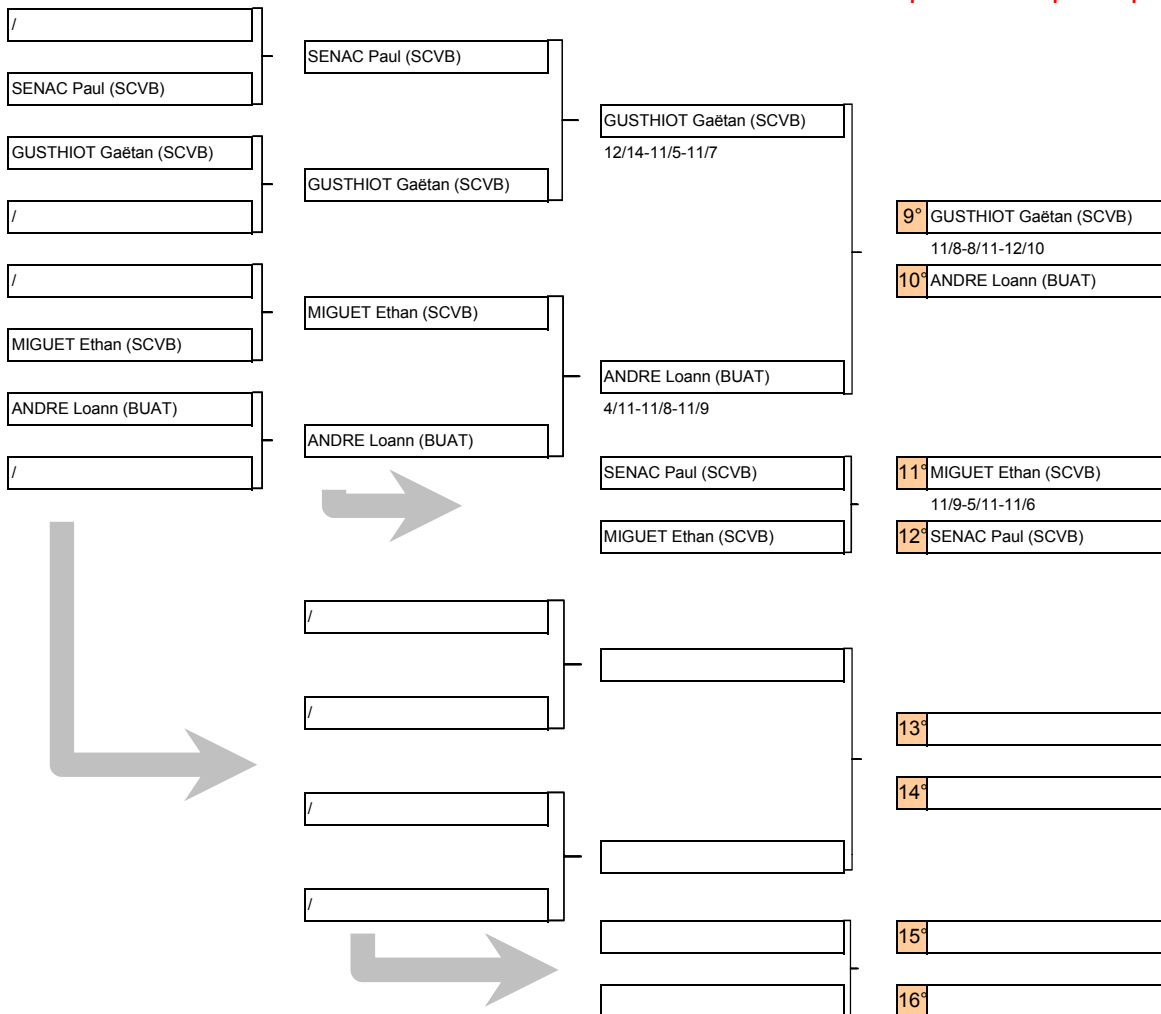 /
SENAC Paul (SCVB)
GUSTHIOT Gaëtan (SCVB)
/
/
MIGUET Ethan (SCVB)
ANDRE Loann (BUAT)
/
SENAC Paul (SCVB)
GUSTHIOT Gaëtan (SCVB)
MIGUET Ethan (SCVB)
ANDRE Loann (BUAT)
GUSTHIOT Gaëtan (SCVB)
12/14-11/5-11/7
ANDRE Loann (BUAT)
4/11-11/8-11/9
9° GUSTHIOT Gaëtan (SCVB)
11/8-8/11-12/10
10° ANDRE Loann (BUAT)
SENAC Paul (SCVB)
MIGUET Ethan (SCVB)
11° MIGUET Ethan (SCVB)
11/9-5/11-11/6
12° SENAC Paul (SCVB)
/
/
/
/
13°
14°
15°
16°